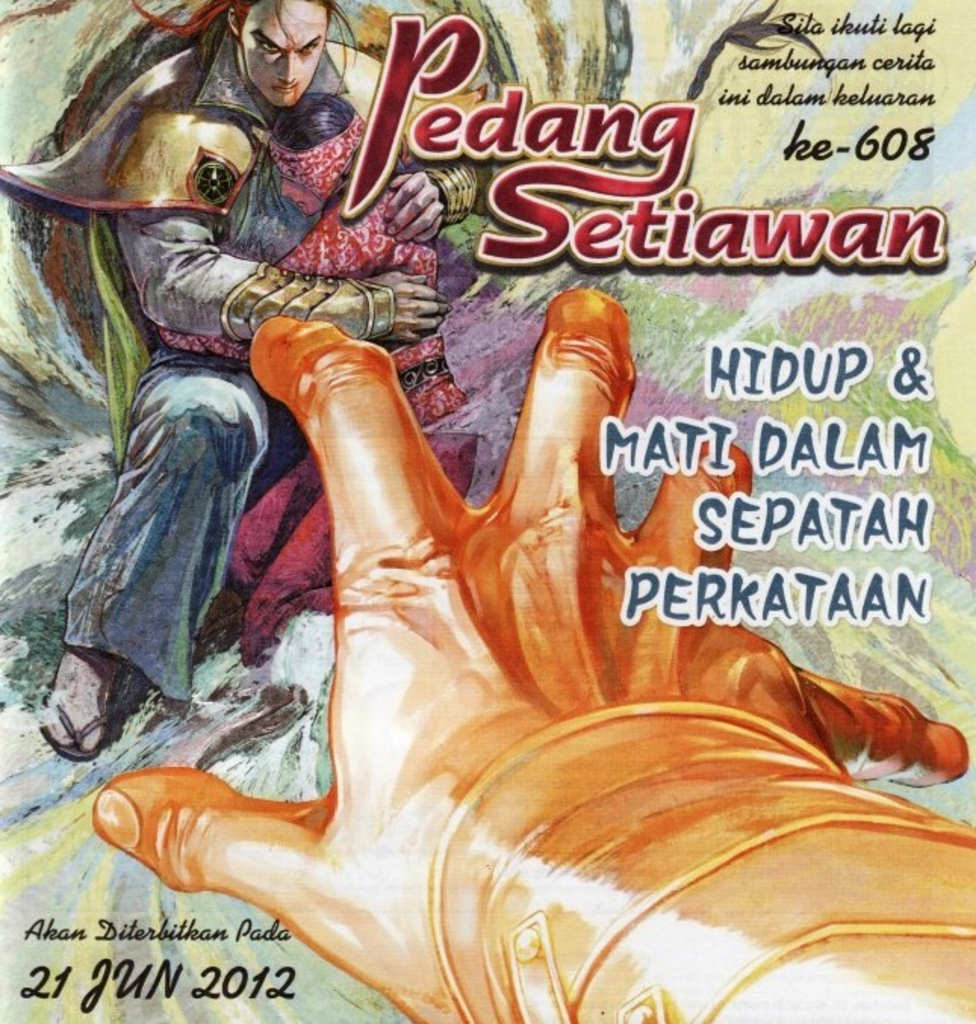 Pedang
Setiawan
Sita ikuti lagi
sambungan cerita
ini dalam keluaran
ke-608
HIDUP &
MATI DALAM
SEPATAH
PERKATAAN
Akan Diterbitkan Pada
21 JUN 2012